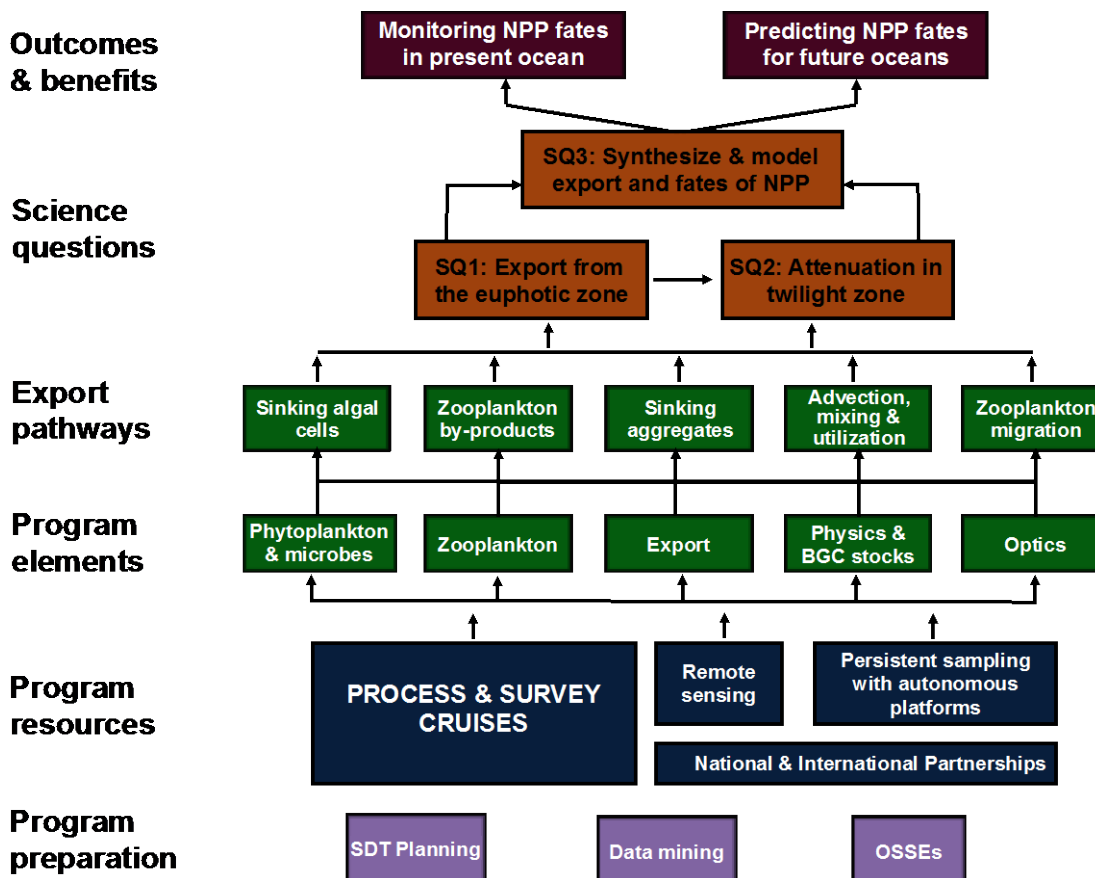 Outcomes
& benefits
Monitoring NPP fates
in present ocean
Predicting NPP fates
for future oceans
Science
questions
SQ3: Synthesize & model
export and fates of NPP
SQ1: Export from
the euphotic zone
SQ2: Attenuation in
twilight zone
Export
pathways
Sinking algal
cells
Zooplankton
by-products
Sinking
aggregates
Advection,
mixing &
utilization
Zooplankton
migration
Program
elements
Phytoplankton
& microbes
Zooplankton
Export
Physics &
BGC stocks
Optics
Program
resources
PROCESS & SURVEY
CRUISES
Remote
sensing
Persistent sampling
with autonomous
platforms
National & International Partnerships
Program
preparation
SDT Planning
Data mining
OSSEs